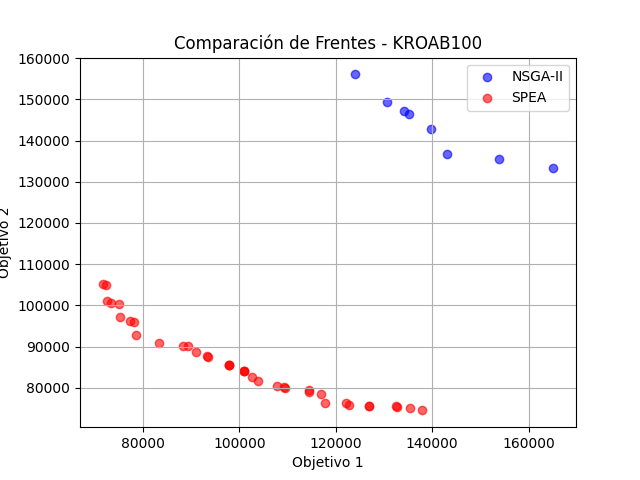 Comparación de Frentes - KROAB100
NSGA-II
SPEA
160000
150000
140000
130000
120000
110000
100000
90000
80000
Objetivo 2
80000 100000 120000 140000 160000
Objetivo 1